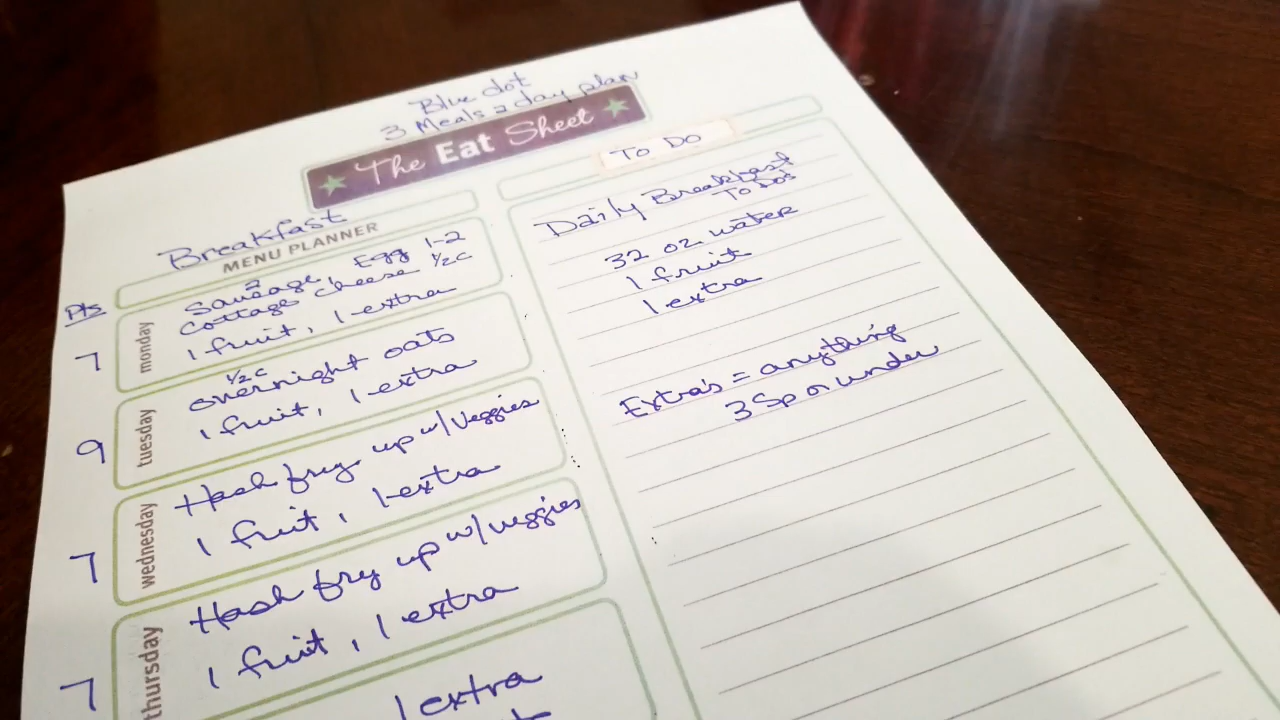 Blue dot
3 Meals a day plan
The Eat Sheet
Breakfast
MENU PLANNER
Pts
monday
7
2
Sausage, Egg 1-2
Cottage cheese ½c
1 fruit, 1 extra
tuesday
9
½c
overnight oats
1 fruit, 1 extra
wednesday
7
Hash fry up w/Veggies
1 fruit, 1 extra
thursday
7
Hash fry up w/veggies
1 fruit, 1 extra
1 extra
To Do
Daily Breakfast
To Do's
32 oz water
1 fruit
1 extra
Extra's = anything
3 Sp or under